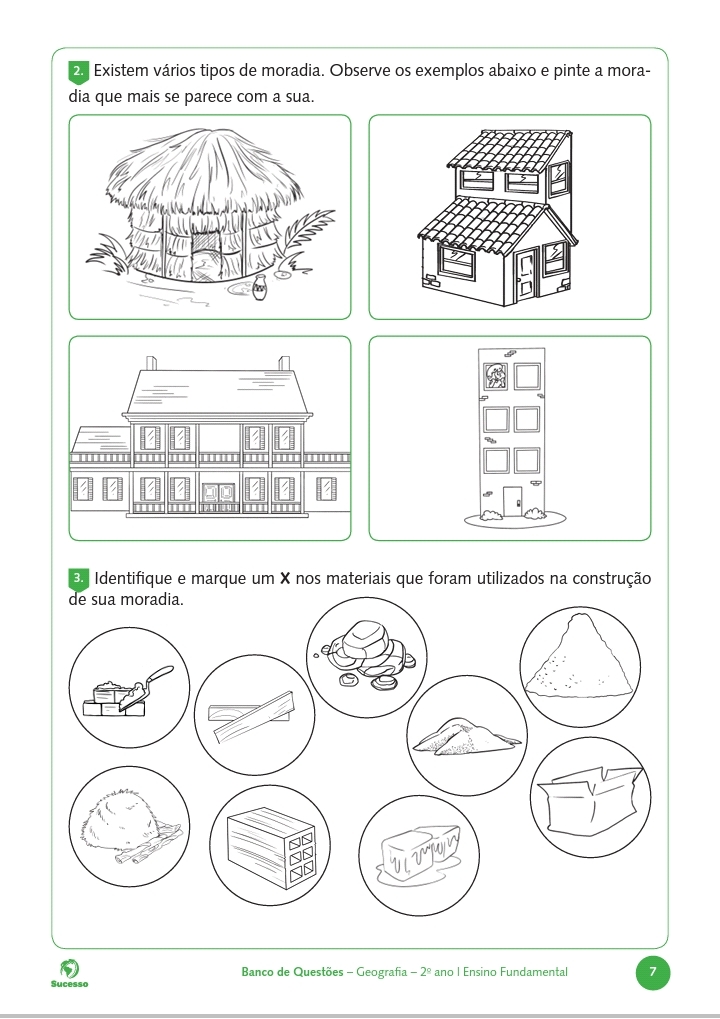 2. Existem vários tipos de moradia. Observe os exemplos abaixo e pinte a mora-
dia que mais se parece com a sua.
3. Identifique e marque um X nos materiais que foram utilizados na construção
de sua moradia.
Sucesso
Banco de Questões – Geografia – 2º ano | Ensino Fundamental
7